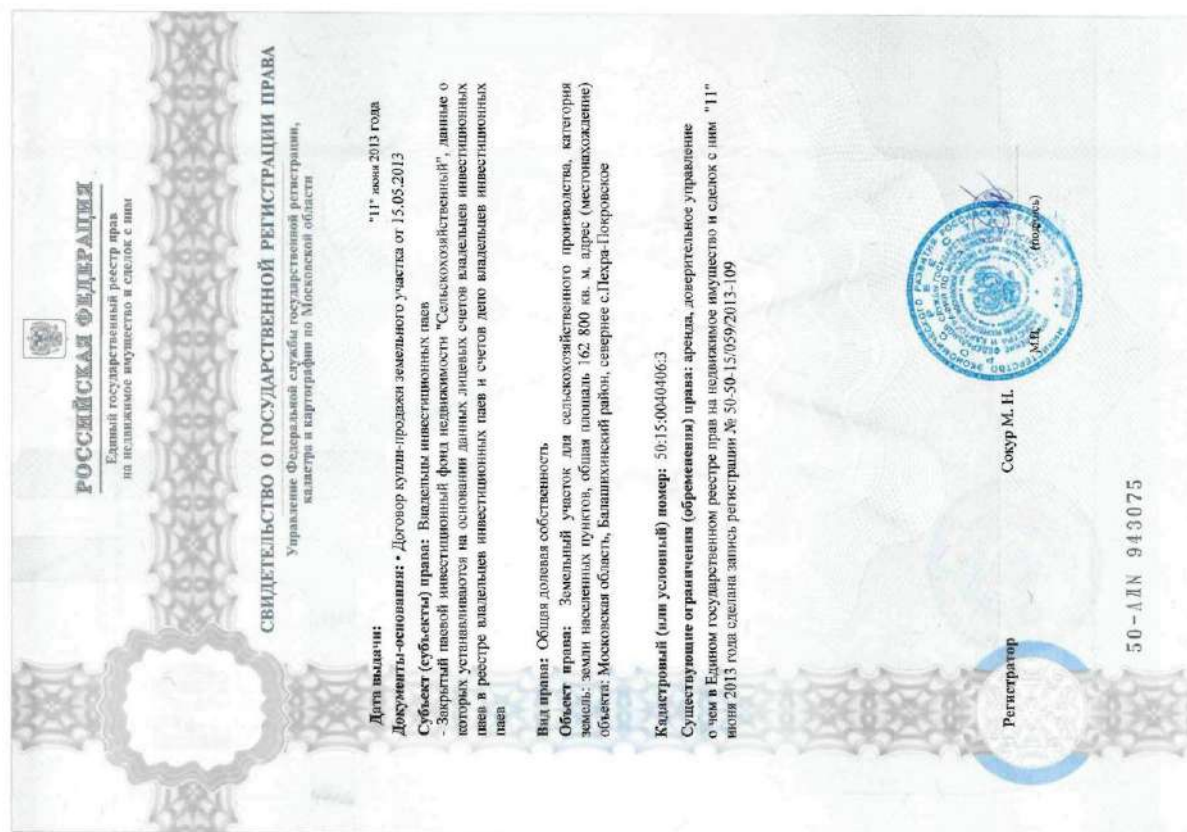 РОССИЙСКАЯ ФЕДЕРАЦИЯ
Единый государственный реестр прав
на недвижимое имущество и сделок с ним
СВИДЕТЕЛЬСТВО О ГОСУДАРСТВЕННОЙ РЕГИСТРАЦИИ ПРАВА
Управление Федеральной службы государственной регистрации,
кадастра и картографии по Московской области
Дата выдачи: "11" июня 2013 года
Документы-основания: • Договор купли-продажи земельного участка от 15.05.2013
Субъект (субъекты) права: Владельцы инвестиционных паев
- Закрытый паевой инвестиционный фонд недвижимости "Сельскохозяйственный", данные о
которых устанавливаются на основании данных лицевых счетов владельцев инвестиционных
паев в реестре владельцев инвестиционных паев и счетов депо владельцев инвестиционных
паев
Вид права: Общая долевая собственность
Объект права: Земельный участок для сельскохозяйственного производства, категория
земель: земли населенных пунктов, общая площадь 162 800 кв. м, адрес (местонахождение)
объекта: Московская область, Балашихинский район, севернее с.Пехра-Покровское
Кадастровый (или условный) номер: 50:15:0040406:3
Существующие ограничения (обременения) права: аренда, доверительное управление
о чем в Едином государственном реестре прав на недвижимое имущество и сделок с ним "11"
июня 2013 года сделана запись регистрации № 50-50-15/059/2013-109
Регистратор Сокур М. Н.
М.П. (подпись)
50-АЛN 943075